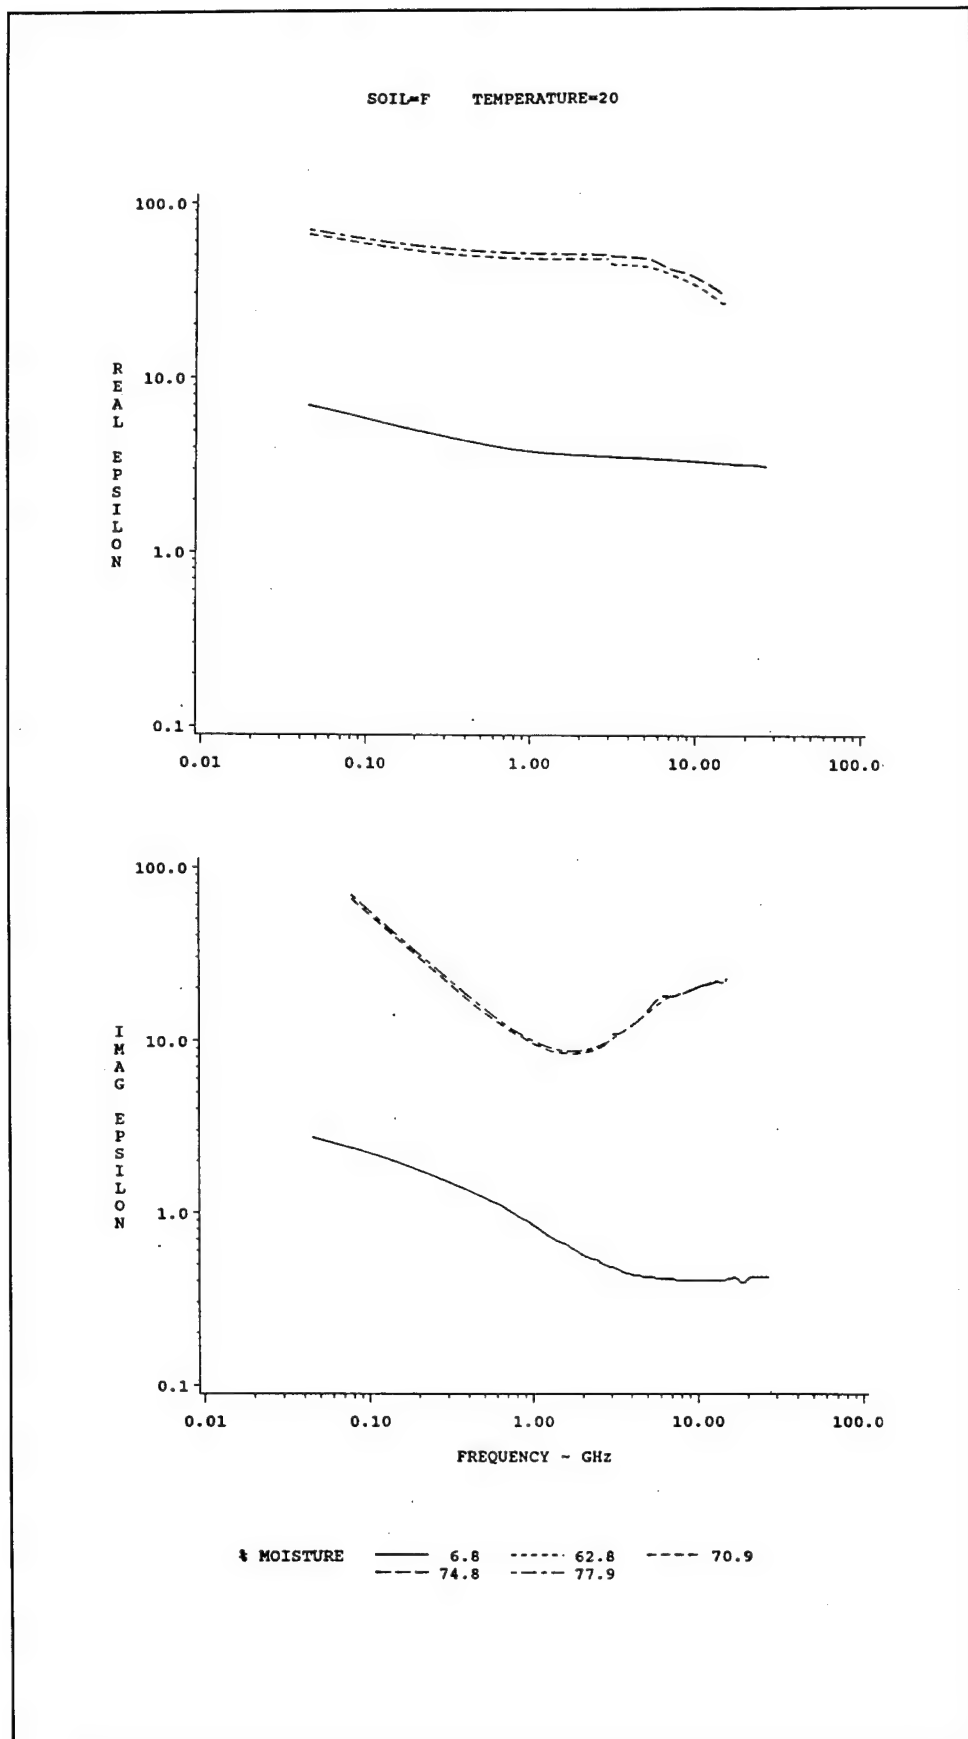 SOIL=F TEMPERATURE=20
100.0
10.0
1.0
0.1
REAL EPSILON
0.01 0.10 1.00 10.00 100.0
100.0
10.0
1.0
0.1
IMAG EPSILON
0.01 0.10 1.00 10.00 100.0
FREQUENCY ~ GHz
% MOISTURE 6.8 62.8 70.9
74.8 77.9